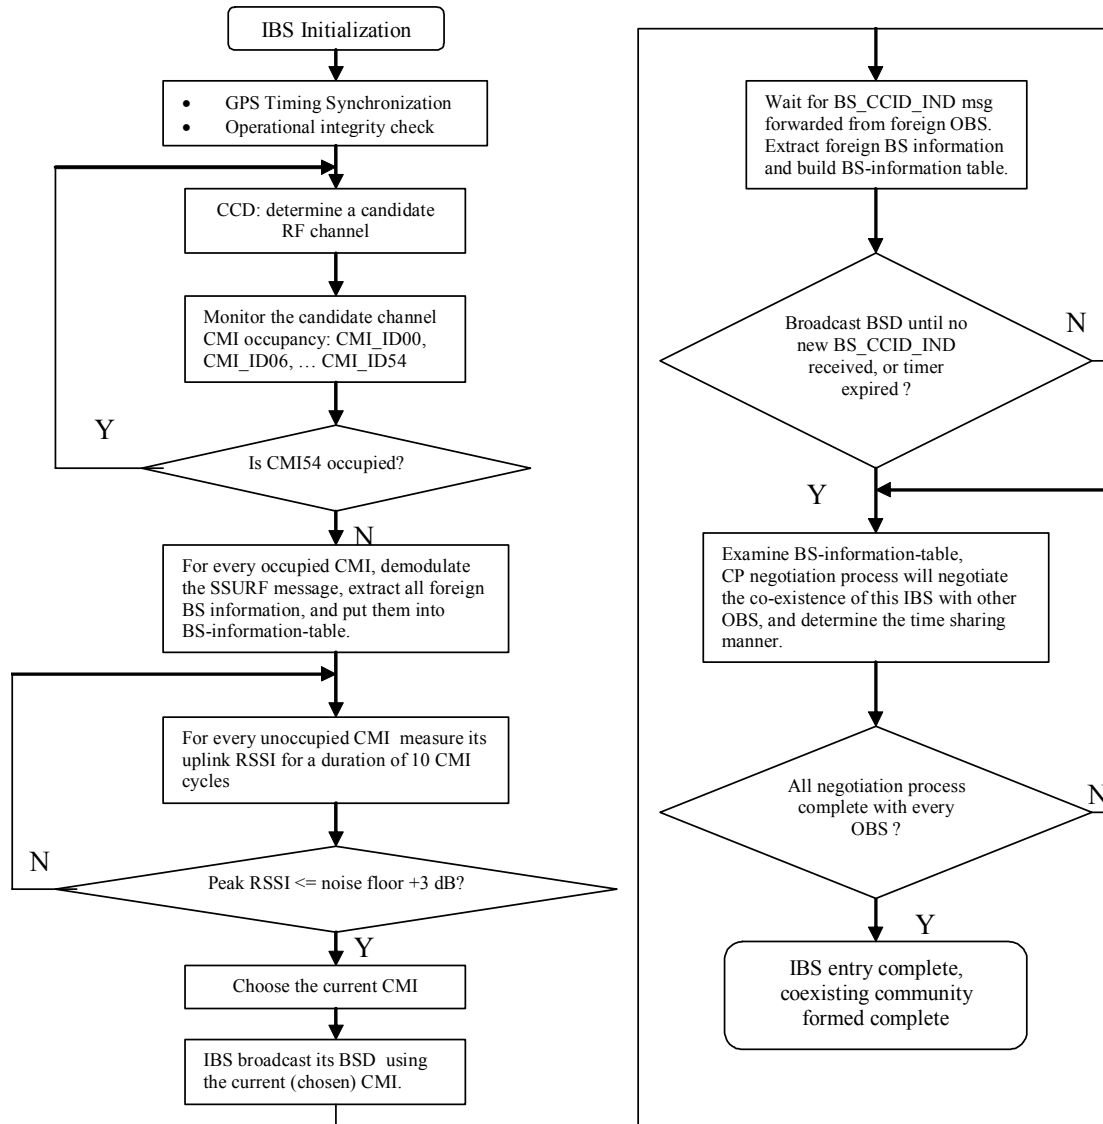 IBS Initialization
• GPS Timing Synchronization
• Operational integrity check
CCD: determine a candidate
RF channel
Monitor the candidate channel
CMI occupancy: CMI_ID00,
CMI_ID06, … CMI_ID54
Y
Is CMI54 occupied?
N
For every occupied CMI, demodulate
the SSURF message, extract all foreign
BS information, and put them into
BS-information-table.
For every unoccupied CMI measure its
uplink RSSI for a duration of 10 CMI
cycles
N
Peak RSSI <= noise floor +3 dB?
Y
Choose the current CMI
IBS broadcast its BSD using
the current (chosen) CMI.
Wait for BS_CCID_IND msg
forwarded from foreign OBS.
Extract foreign BS information
and build BS-information table.
N
Broadcast BSD until no
new BS_CCID_IND
received, or timer
expired ?
Y
Examine BS-information-table,
CP negotiation process will negotiate
the co-existence of this IBS with other
OBS, and determine the time sharing
manner.
All negotiation process
complete with every
OBS ?
N
Y
IBS entry complete,
coexisting community
formed complete